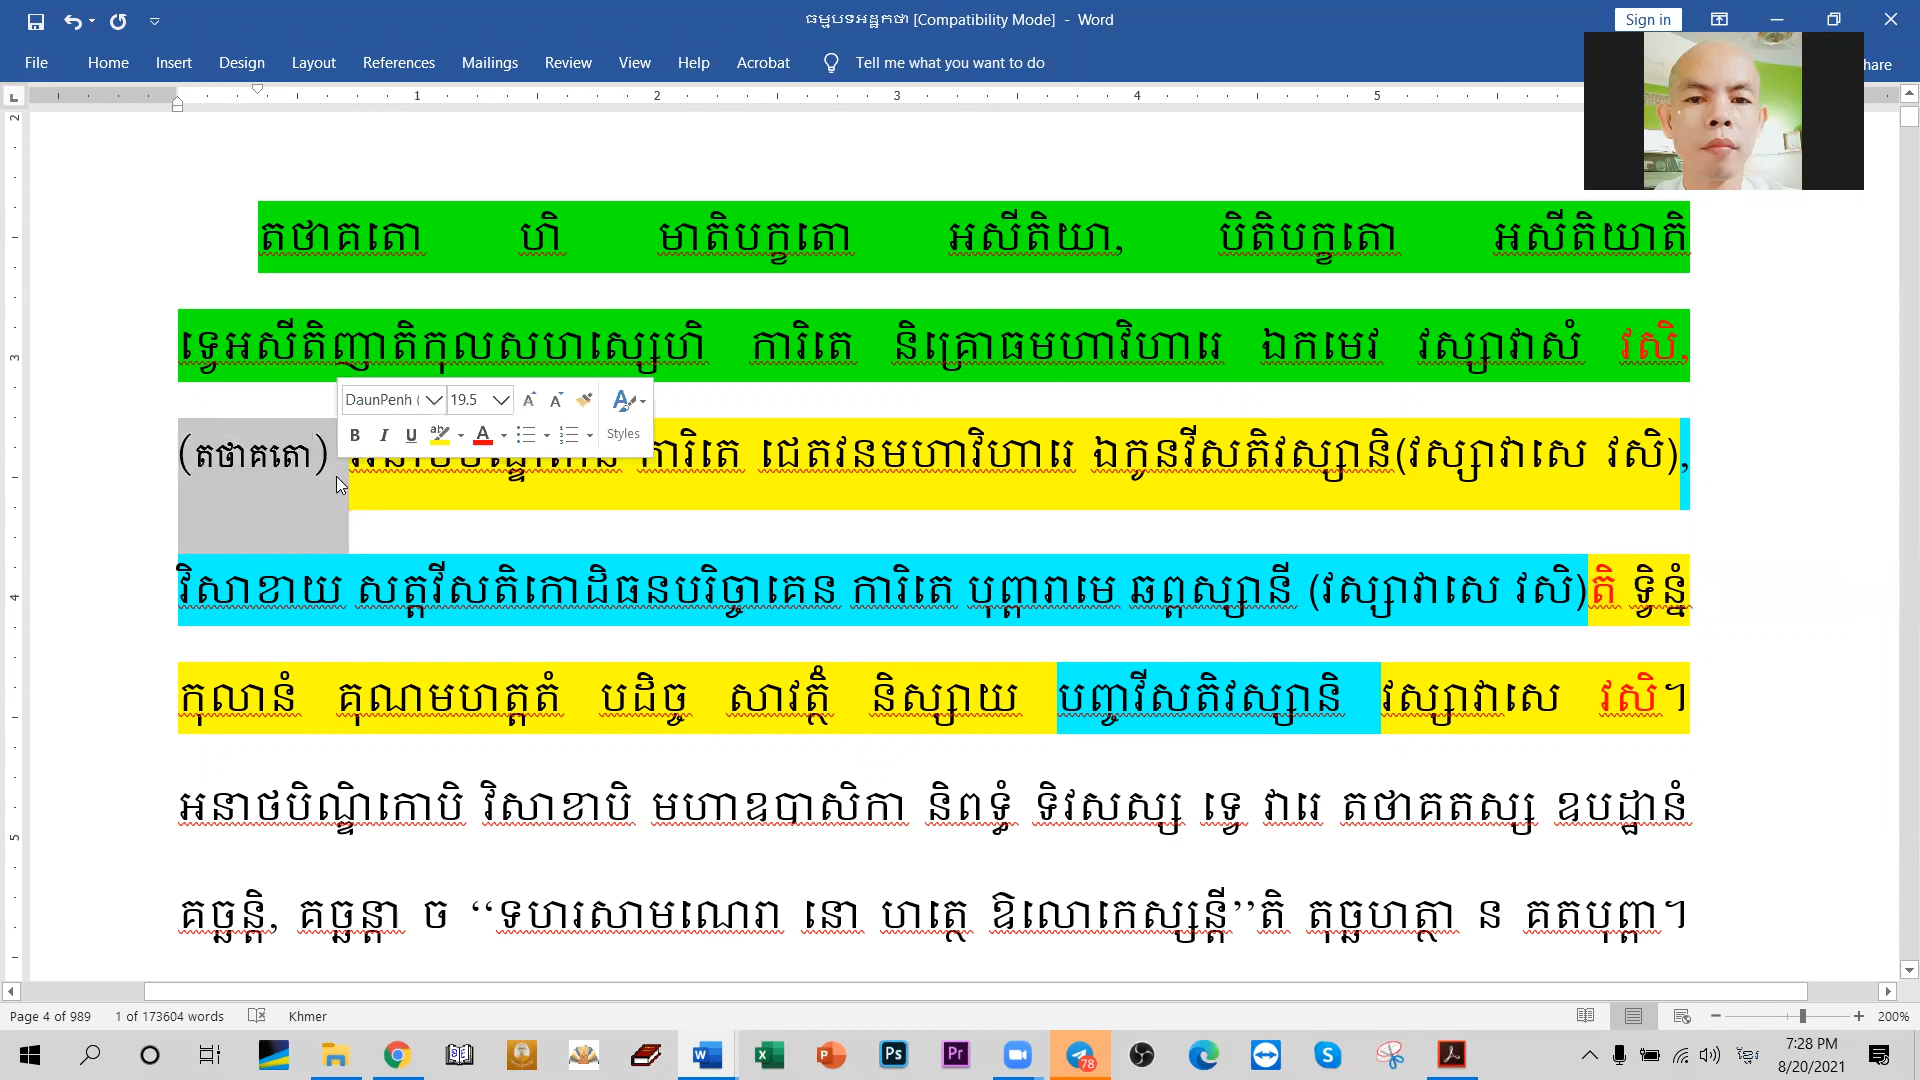 ធម្មបទអដ្ឋកថា [Compatibility Mode] - Word
Sign in
File Home Insert Design Layout References Mailings Review View Help Acrobat Tell me what you want to do
hare
1 2 3 4 5
តថាគតោ ហិ មាតិបក្ខតោ អសីតិយា, បិតិបក្ខតោ អសីតិយាតិ
ទ្វេអសីតិញាតិកុលសហស្សេហិ ការិតេ និគ្រោធមហាវិហារេ ឯកមេវ វស្សាវាសំ វសិ,
DaunPenh ( 19.5
B I U Styles
(តថាគតោ) ការិតេ ជេតវនមហាវិហារេ ឯកូនវីសតិវស្សានិ(វស្សាវាសេ វសិ),
វិសាខាយ សត្តវីសតិកោដិធនបរិច្ចាគេន ការិតេ បុព្ពារាមេ ឆព្ពស្សានី (វស្សាវាសេ វសិ)តិ ទ្វិន្នំ
កុលានំ គុណមហត្តតំ បដិច្ច សាវត្ថិំ និស្សាយ បញ្ចវីសតិវស្សានិ វស្សាវាសេ វសិ។
អនាថបិណ្ឌិកោបិ វិសាខាបិ មហាឧបាសិកា និពទ្ធំ ទិវសស្ស ទ្វេ វារេ តថាគតស្ស ឧបដ្ឋានំ
គច្ឆន្តិ, គច្ឆន្តា ច ‘‘ទហរសាមណេរា នោ ហត្ថេ ឱលោកេស្សន្តី’’តិ តុច្ឆហត្ថា ន គតបុព្ពា។
Page 4 of 989 1 of 173604 words Khmer 200%
78
ខ្មែរ
7:28 PM
8/20/2021